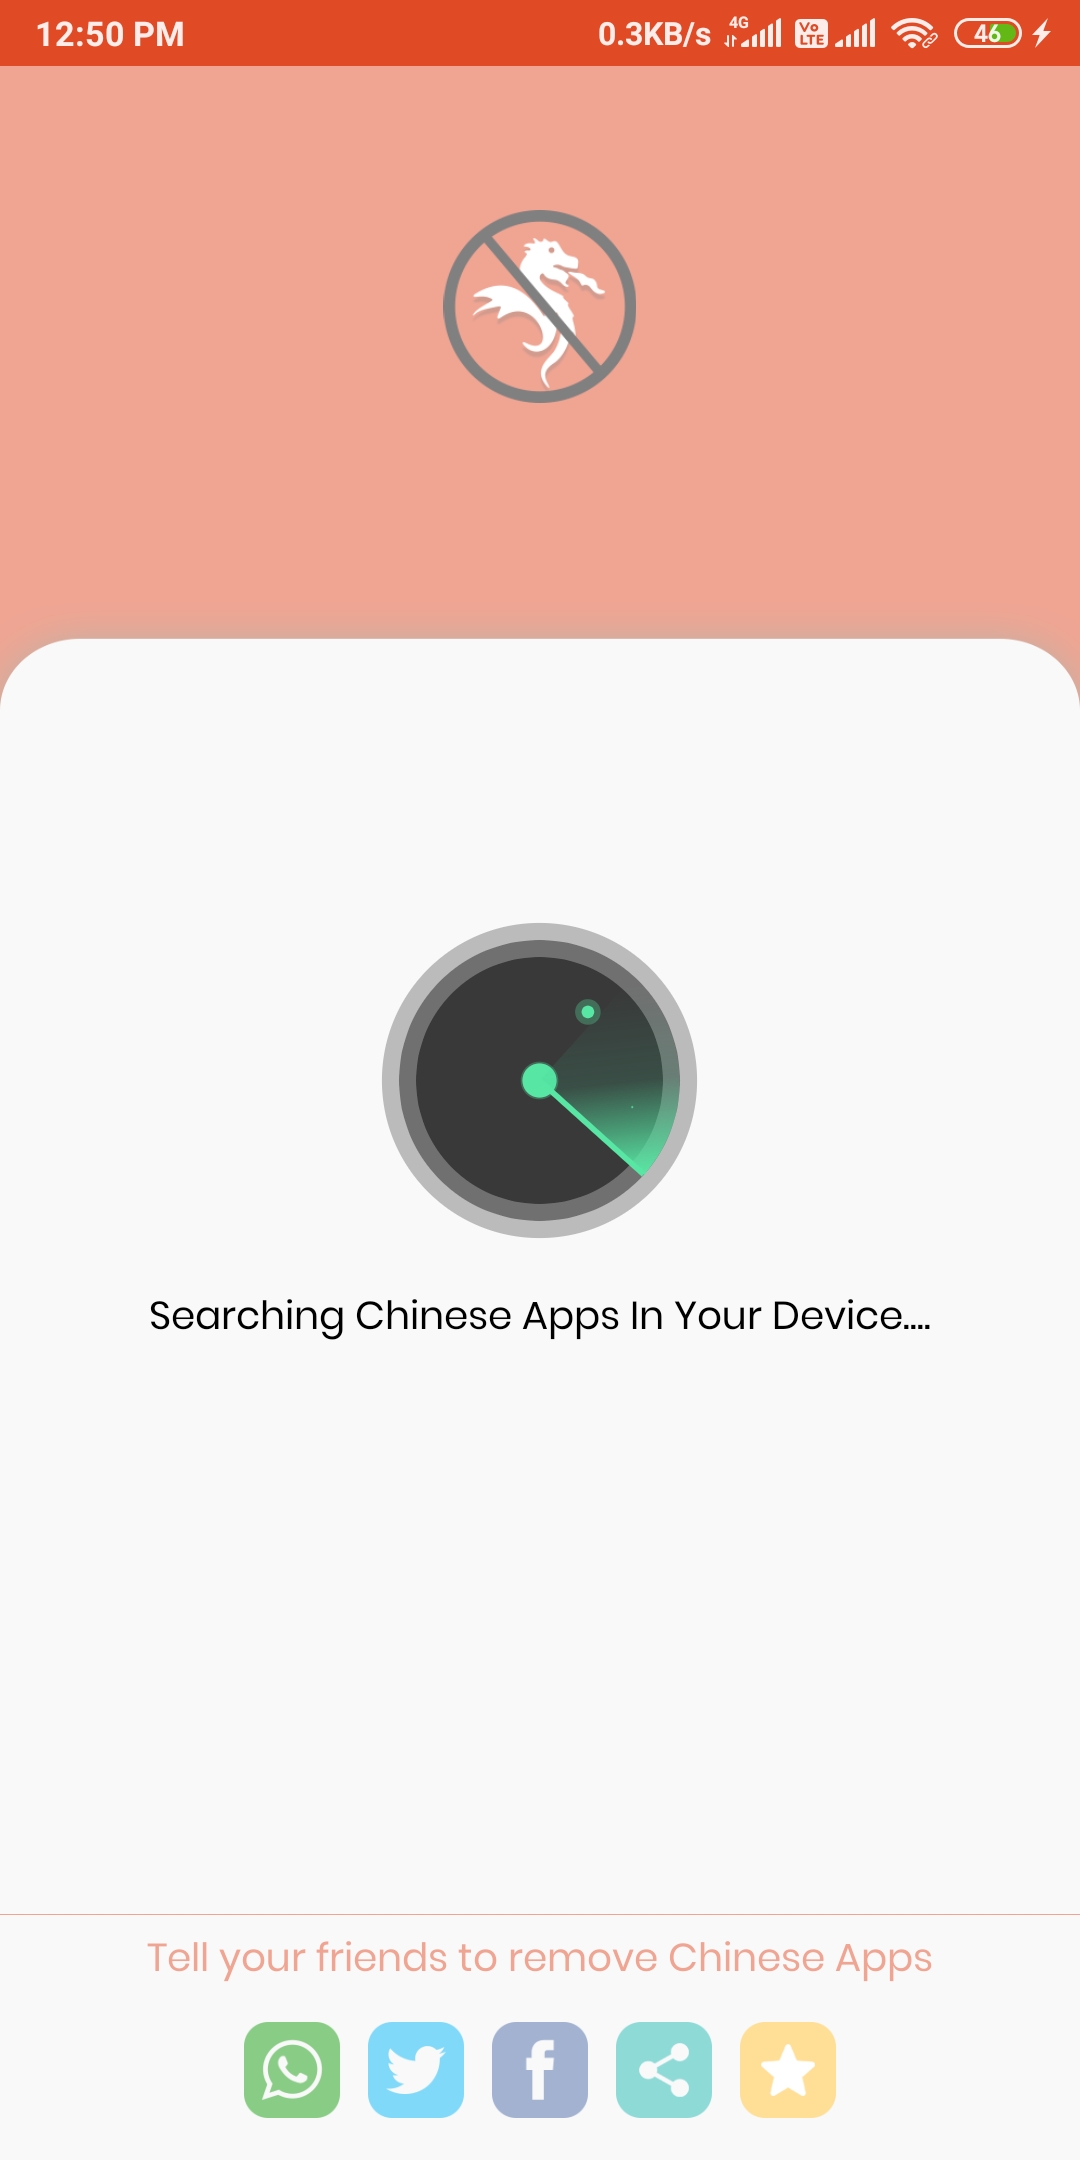 12:50 PM
0.3KB/s 4G Vo LTE 46
Searching Chinese Apps In Your Device....
Tell your friends to remove Chinese Apps